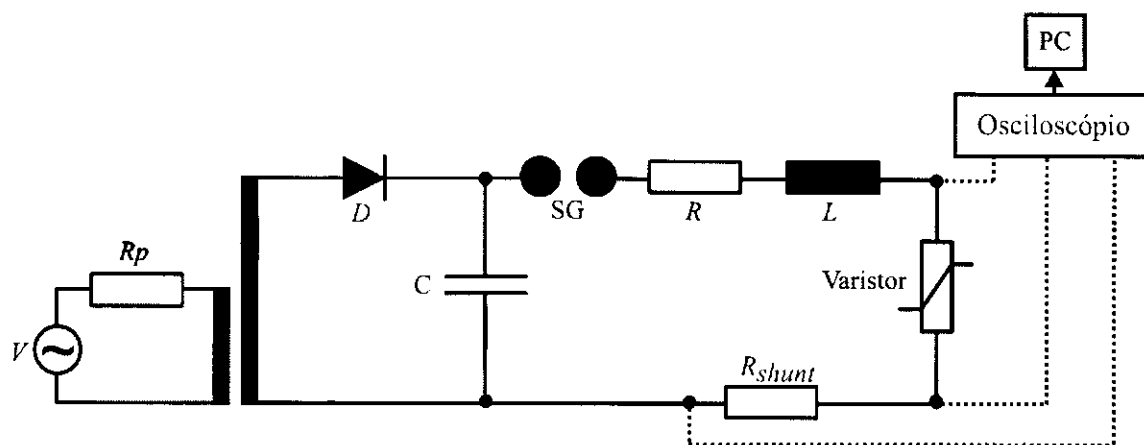 PC
Osciloscópio
D
SG
R
L
Rp
C
Varistor
V
Rshunt